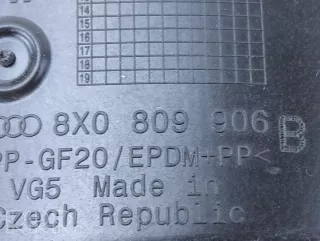 14
15
16
17
18
19
8X0 809 906 B
PP-GF20/EPDM+PP<
VG5 Made in
Czech Republic